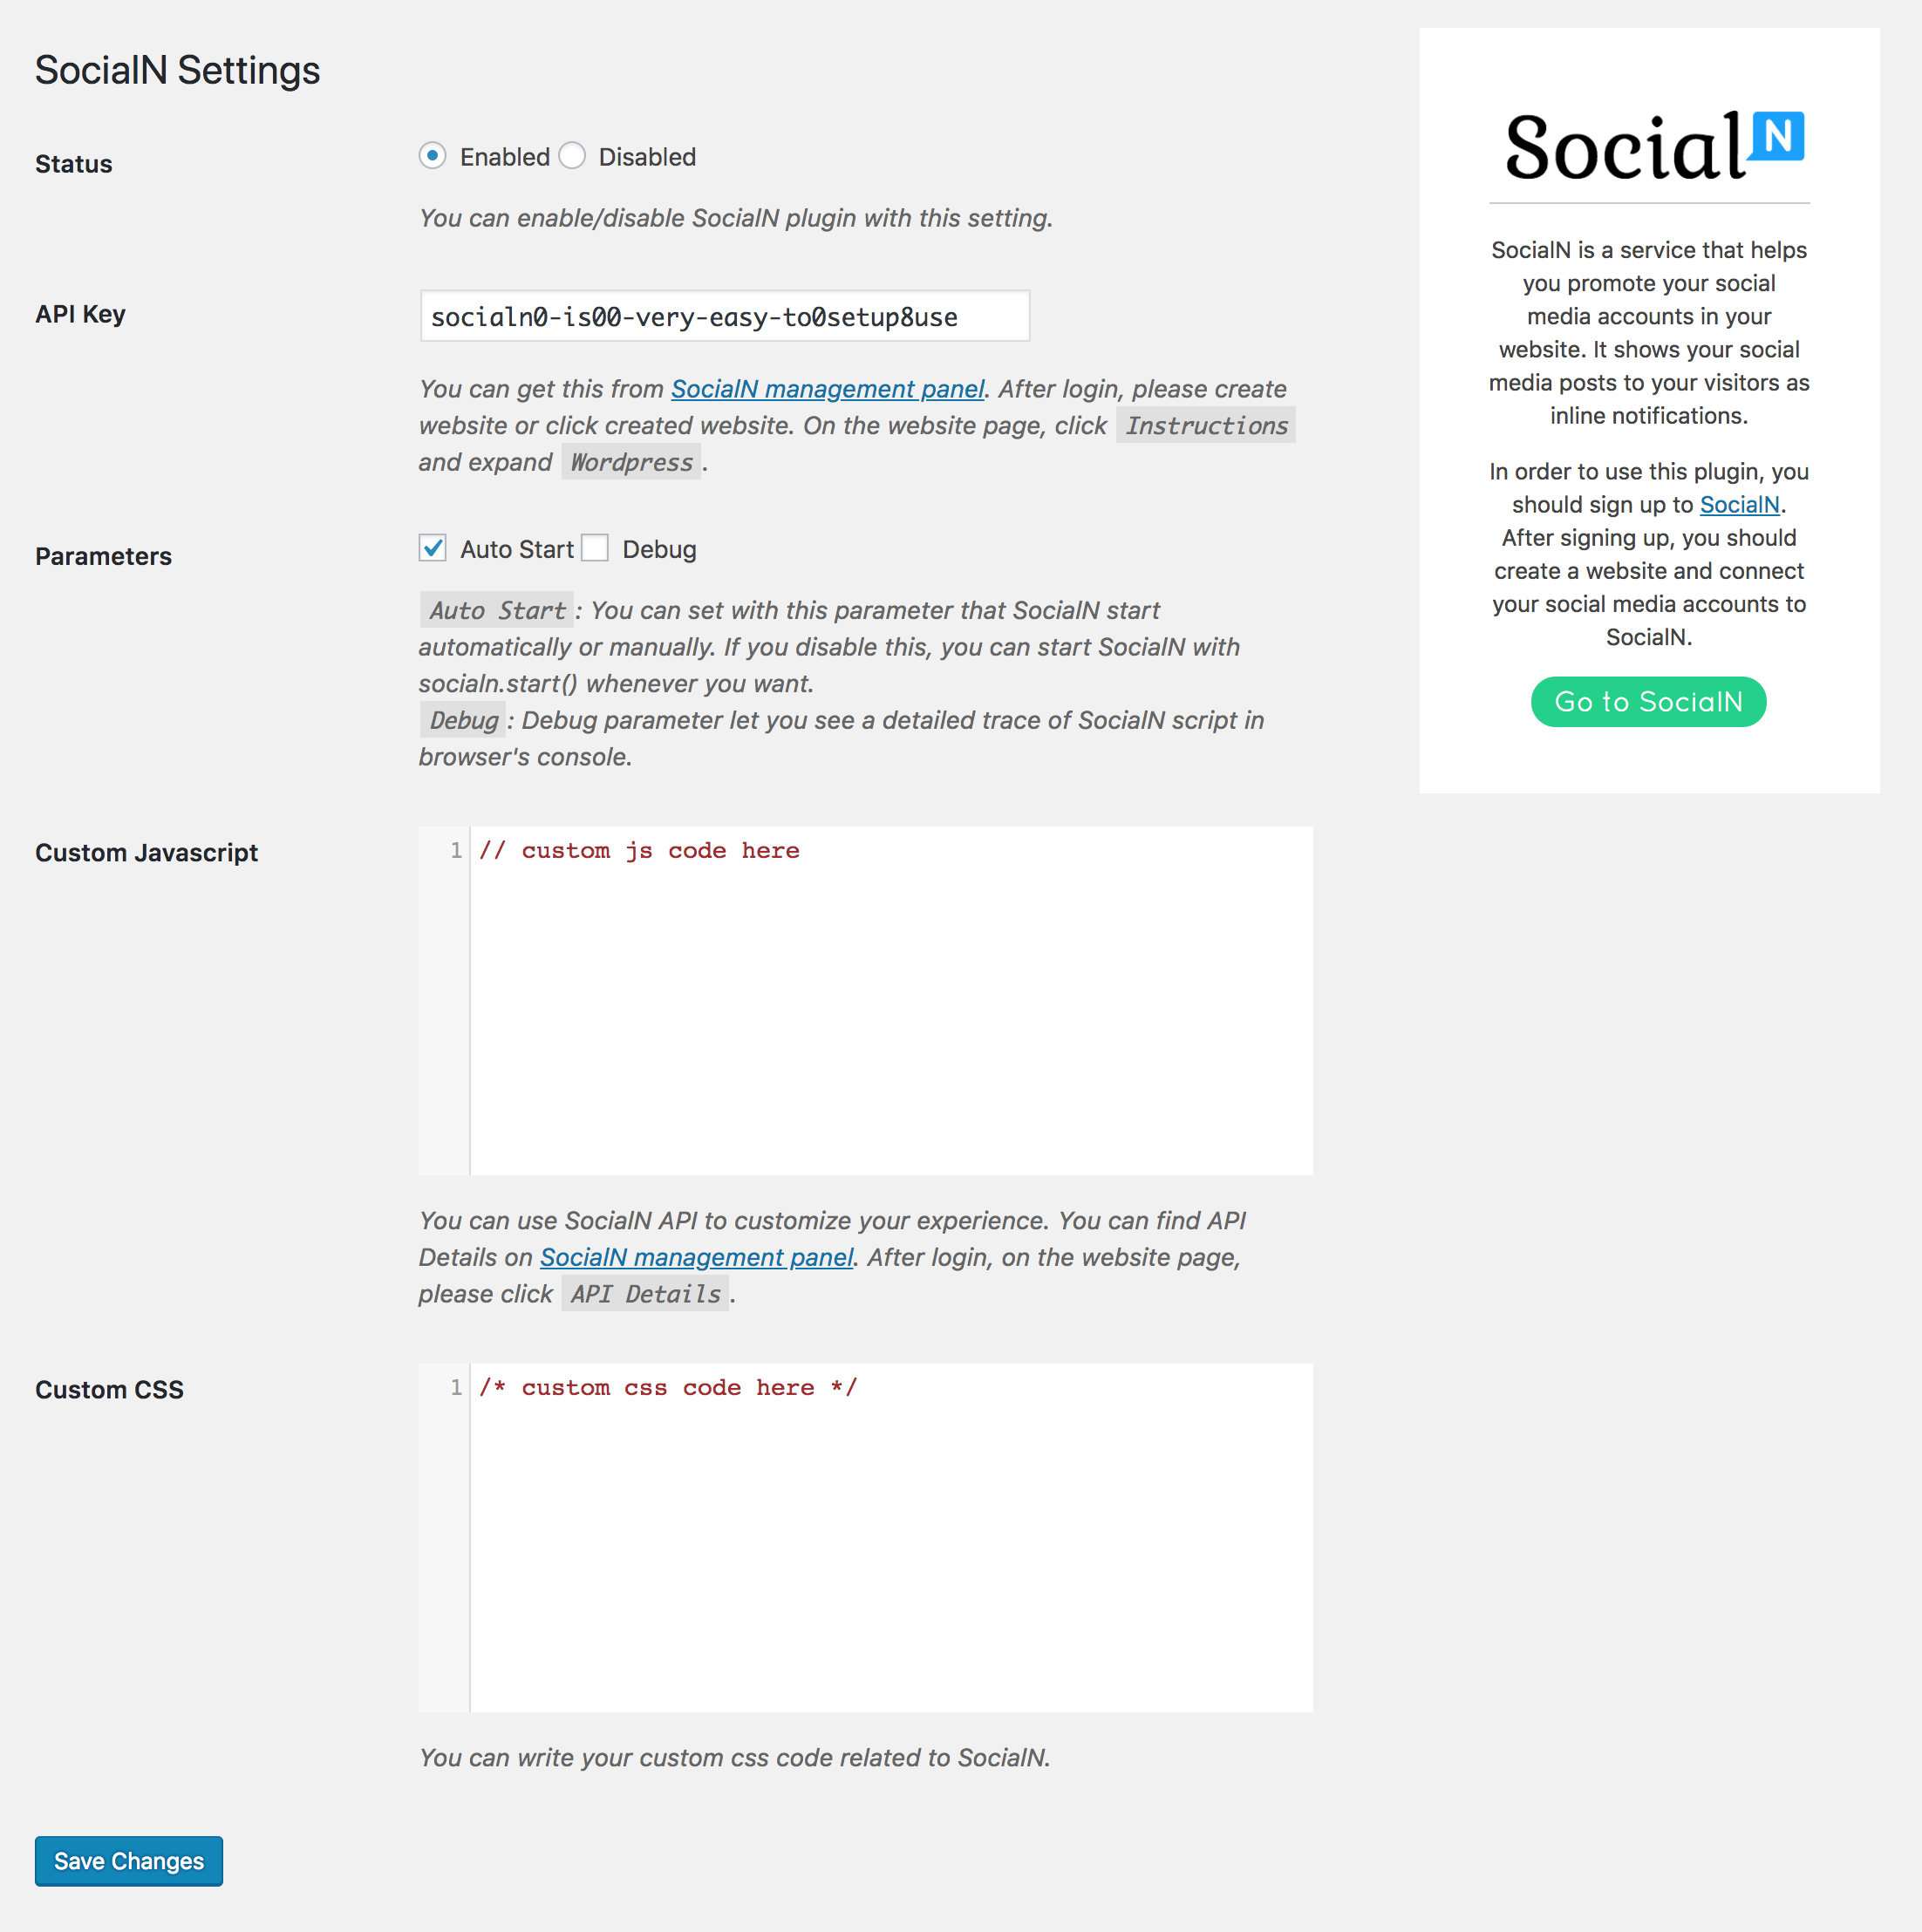 SocialN Settings
Status
Enabled Disabled
You can enable/disable SocialN plugin with this setting.
API Key
socialn0-is00-very-easy-to0setup8use
You can get this from SocialN management panel. After login, please create
website or click created website. On the website page, click Instructions
and expand Wordpress.
Parameters
Auto Start Debug
Auto Start: You can set with this parameter that SocialN start
automatically or manually. If you disable this, you can start SocialN with
socialn.start() whenever you want.
Debug: Debug parameter let you see a detailed trace of SocialN script in
browser's console.
Custom Javascript
1 // custom js code here
You can use SocialN API to customize your experience. You can find API
Details on SocialN management panel. After login, on the website page,
please click API Details.
Custom CSS
1 /* custom css code here */
You can write your custom css code related to SocialN.
Save Changes
Social N
SocialN is a service that helps
you promote your social
media accounts in your
website. It shows your social
media posts to your visitors as
inline notifications.
In order to use this plugin, you
should sign up to SocialN.
After signing up, you should
create a website and connect
your social media accounts to
SocialN.
Go to SocialN